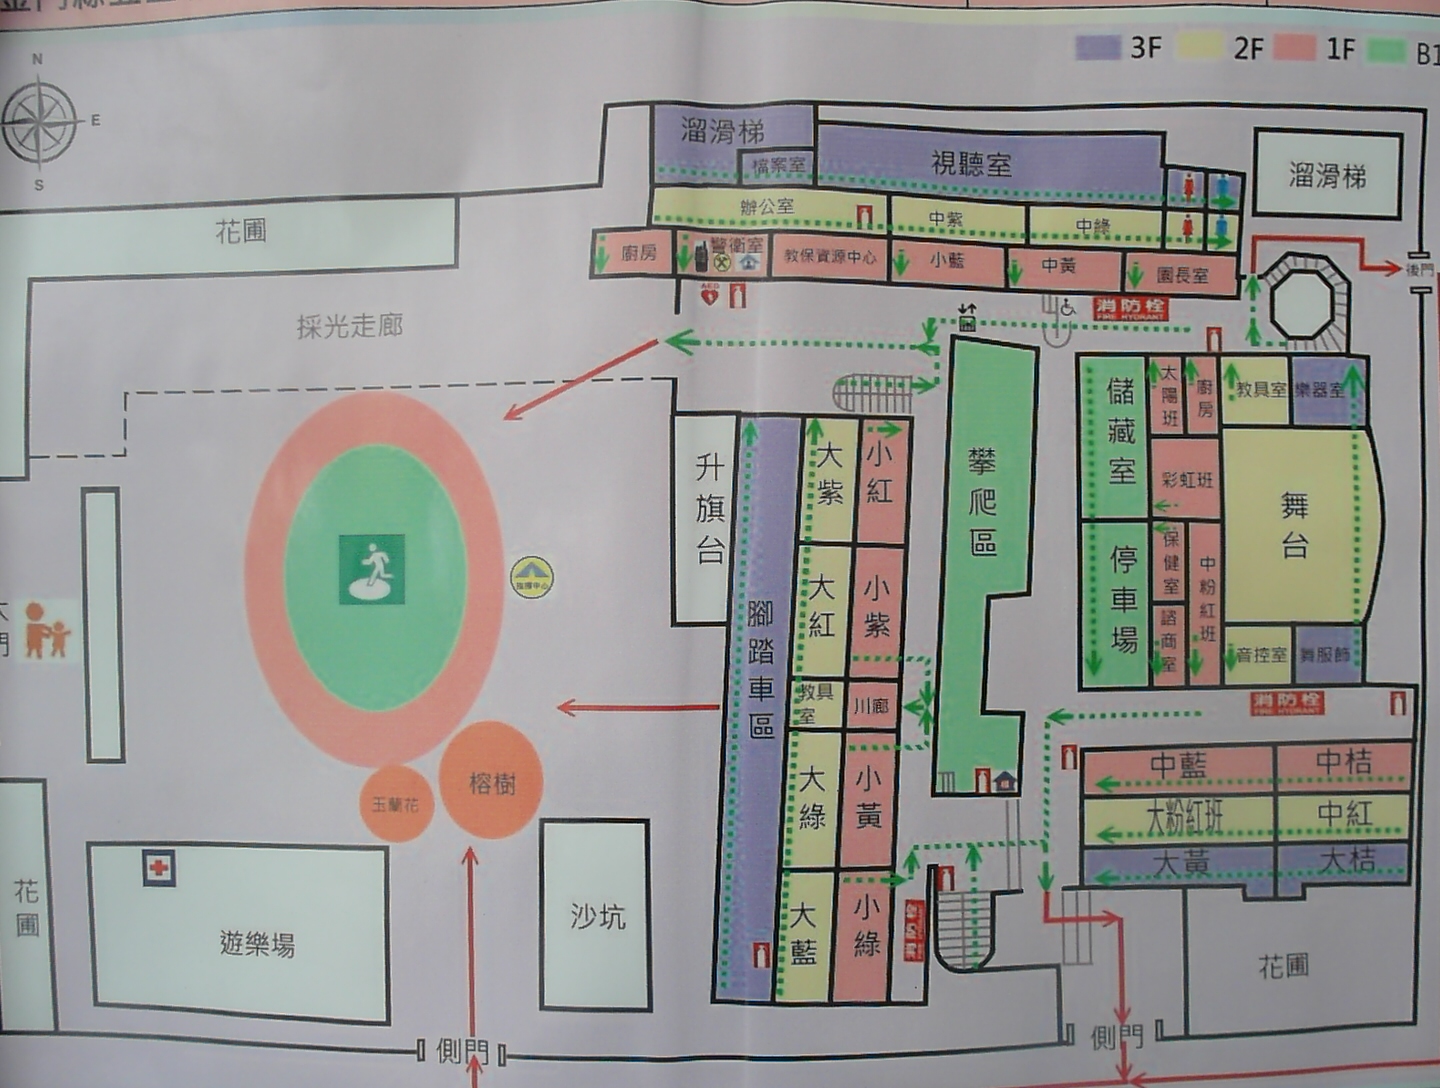 3F 2F 1F B1
N
E
S
溜滑梯
檔案室
視聽室
溜滑梯
辦公室
中紫
中綠
花圃
廚房
警衛室
教保資源中心
小藍
中黃
園長室
後門
AED
消防栓
FIRE HYDRANT
採光走廊
儲藏室
太陽班
廚房
教具室
樂器室
升旗台
大紫
小紅
攀爬區
彩虹班
舞台
腳踏車區
大紅
小紫
停車場
保健室
中粉紅班
諮商室
音控室
舞服飾
指揮中心
大門
教具室
川廊
消防栓
FIRE HYDRANT
榕樹
玉蘭花
大綠
小黃
中藍
中桔
大粉紅班
中紅
大黃
大桔
花圃
遊樂場
沙坑
大藍
小綠
花圃
側門
側門